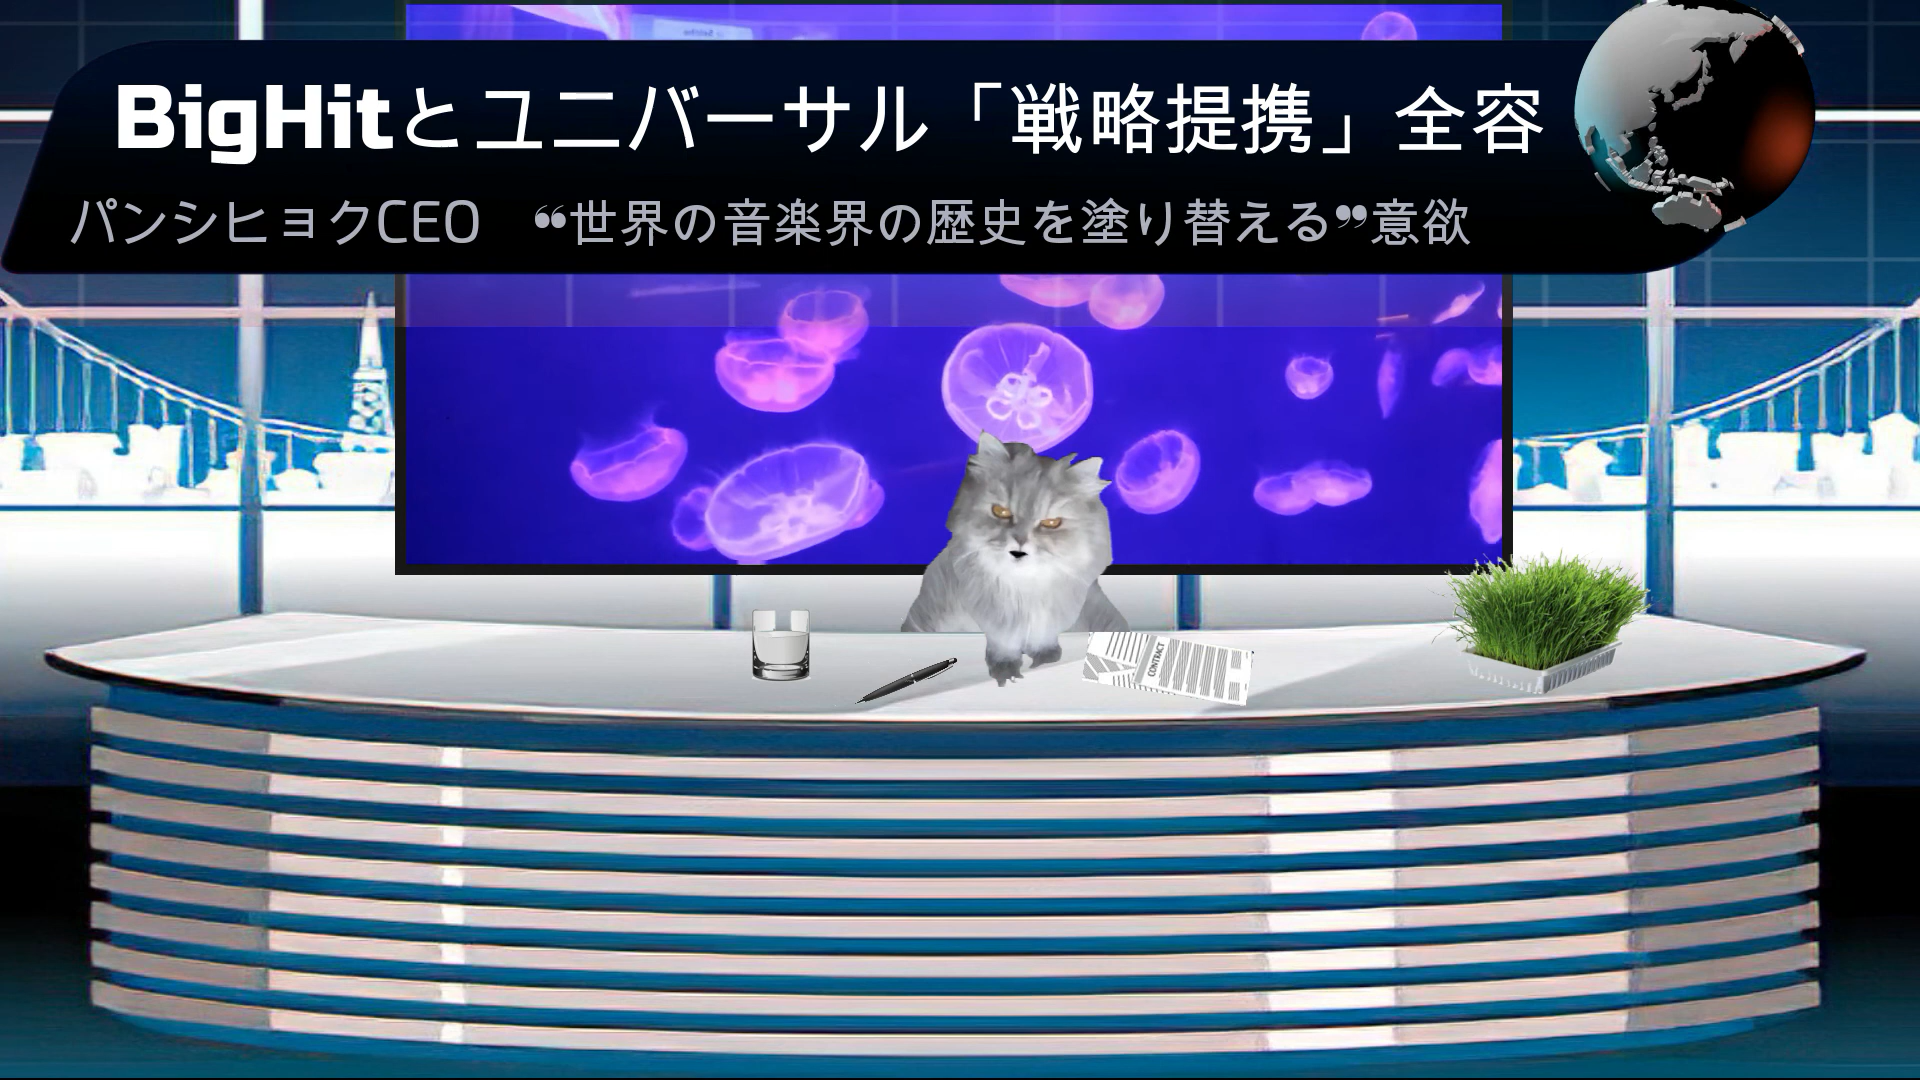 BigHitとユニバーサル「戦略提携」全容
パンシヒョクCEO ❝世界の音楽界の歴史を塗り替える❞意欲
CONTRACT